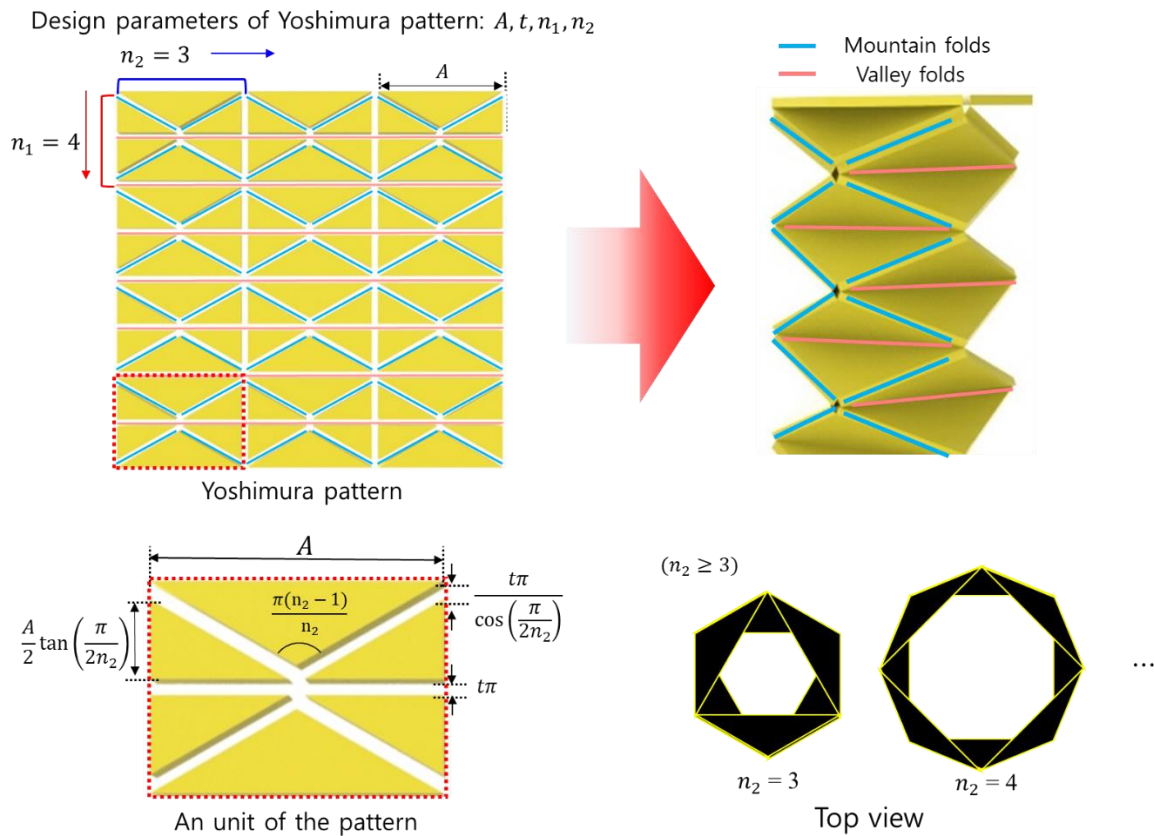 Design parameters of Yoshimura pattern: A, t, n₁, n₂
n₂ = 3
A
n₁ = 4
Yoshimura pattern
Mountain folds
Valley folds
A
π(n₂ − 1)
n₂
tπ
cos(π/2n₂)
A/2 tan(π/2n₂)
tπ
An unit of the pattern
(n₂ ≥ 3)
...
n₂ = 3
n₂ = 4
Top view